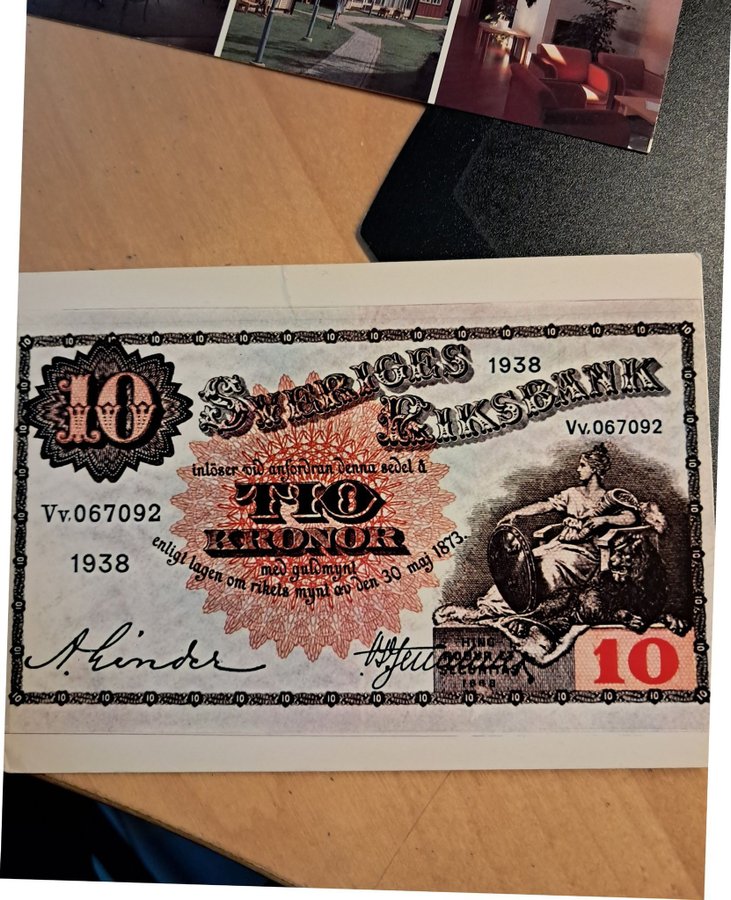 10
SVERIGES 1938
RIKSBANK
Vv.067092
inlöser vid anfordran denna sedel å
TIO
KRONOR
med guldmynt
enligt lagen om rikets mynt av den 30 maj 1873.
Vv.067092
1938
10
1668